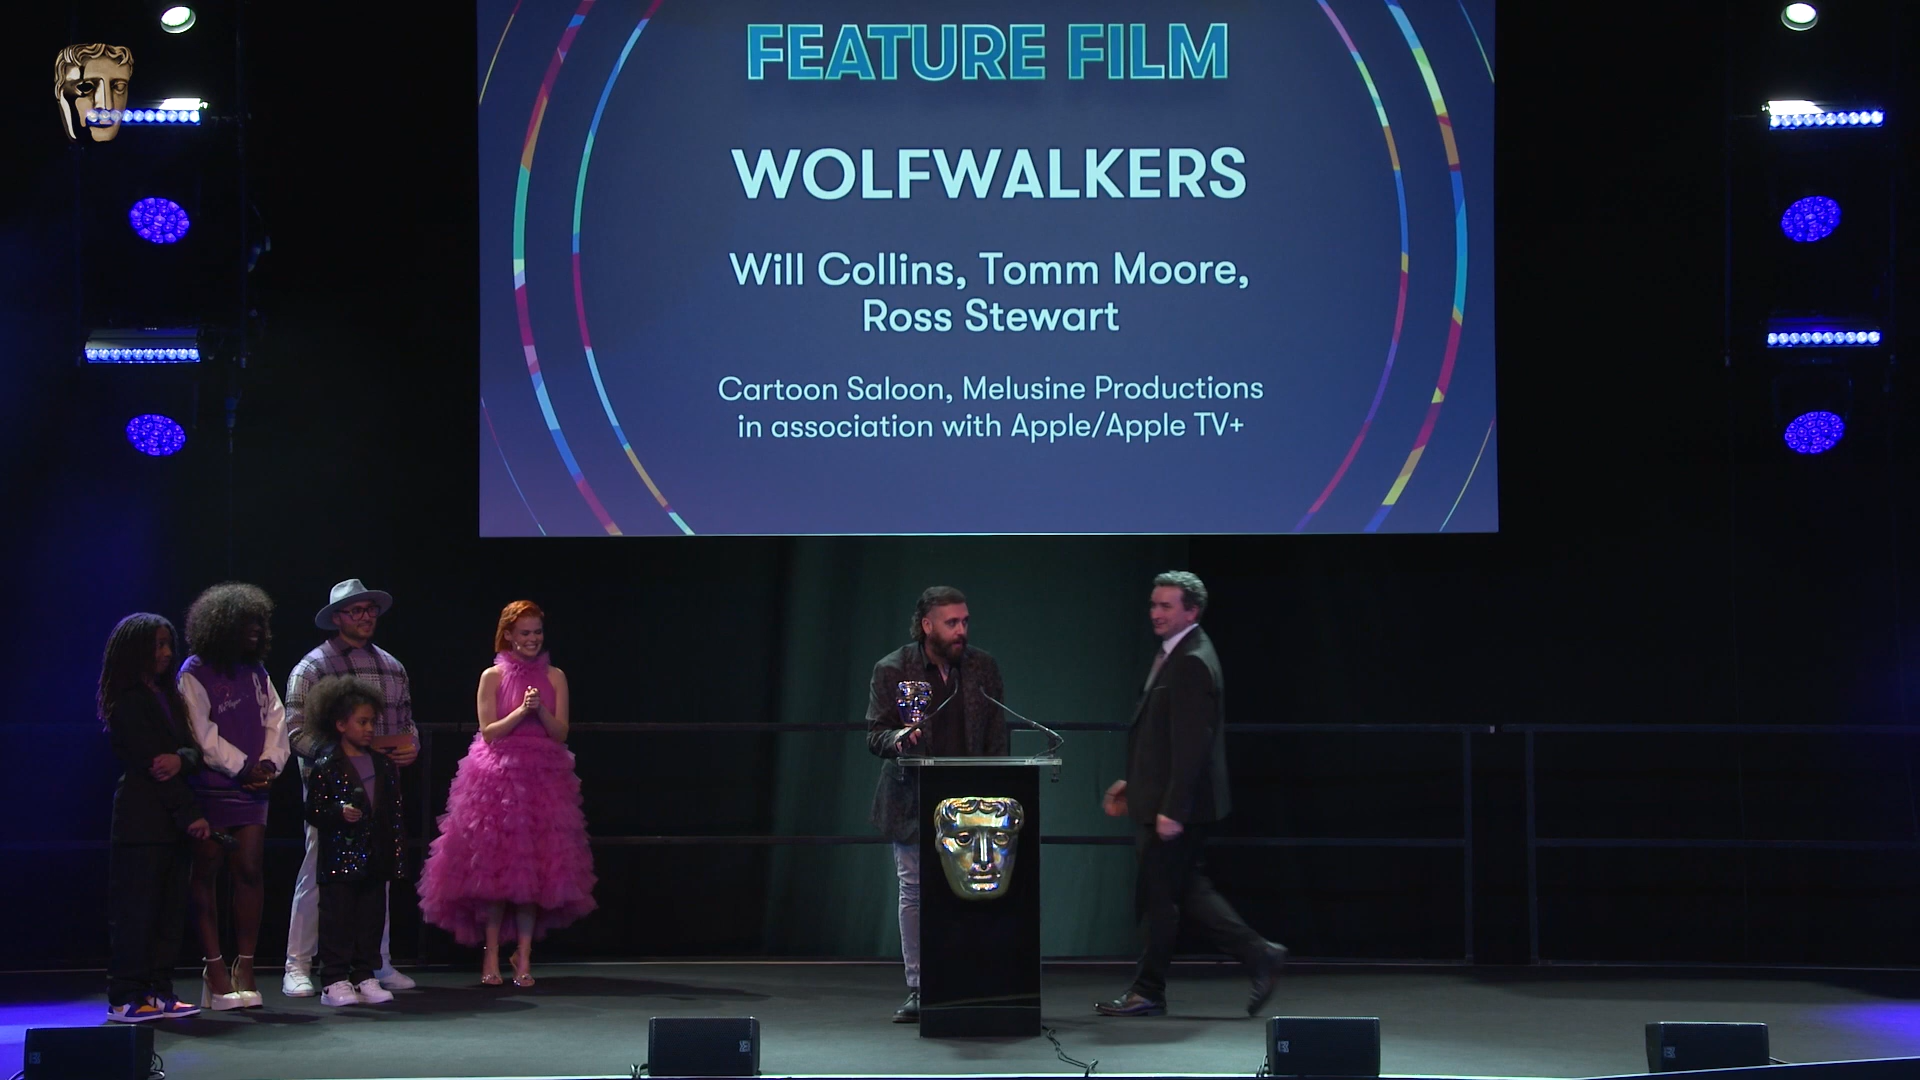 FEATURE FILM
WOLFWALKERS
Will Collins, Tomm Moore,
Ross Stewart
Cartoon Saloon, Melusine Productions
in association with Apple/Apple TV+